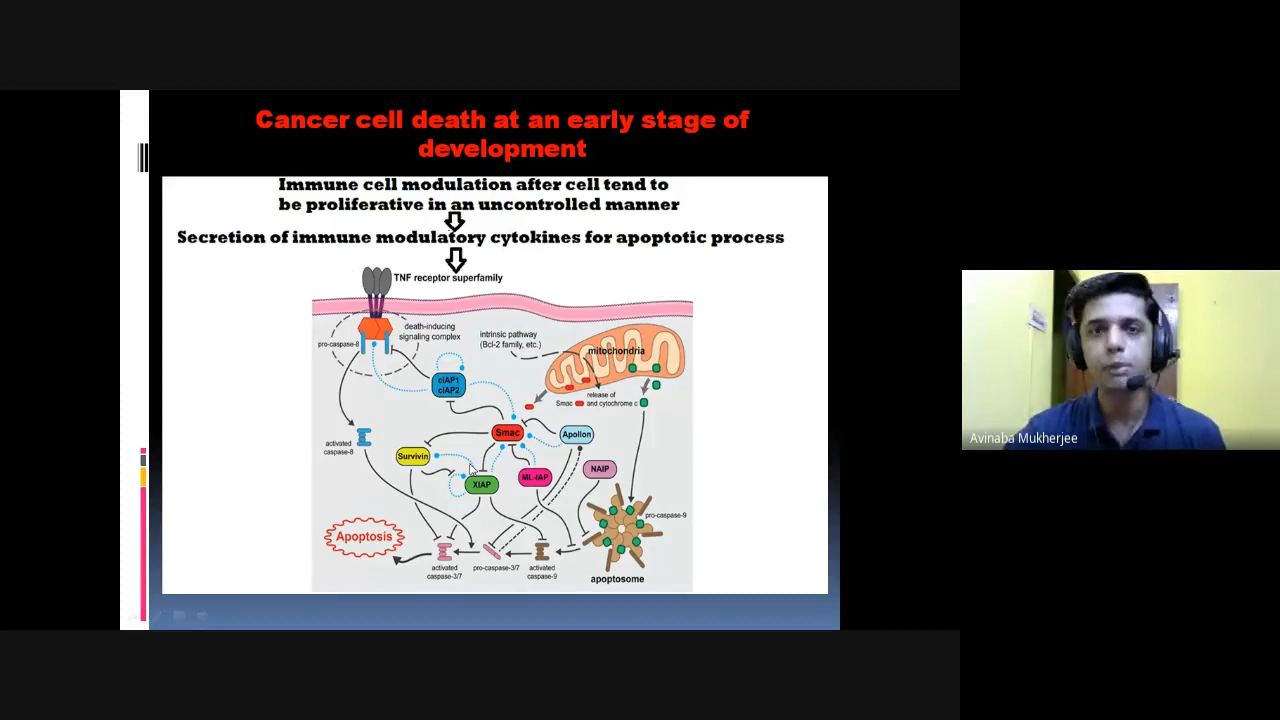 Cancer cell death at an early stage of
development
Immune cell modulation after cell tend to
be proliferative in an uncontrolled manner
Secretion of immune modulatory cytokines for apoptotic process
TNF receptor superfamily
death-inducing
signaling complex
pro-caspase-8
intrinsic pathway
(Bcl-2 family, etc.)
mitochondria
cIAP1
cIAP2
release of
Smac and cytochrome c
Smac
Apollon
activated
caspase-8
Survivin
XIAP
ML-IAP
NAIP
pro-caspase-9
Apoptosis
activated
caspase-3/7
pro-caspase-3/7
activated
caspase-9
apoptosome
Avinaba Mukherjee